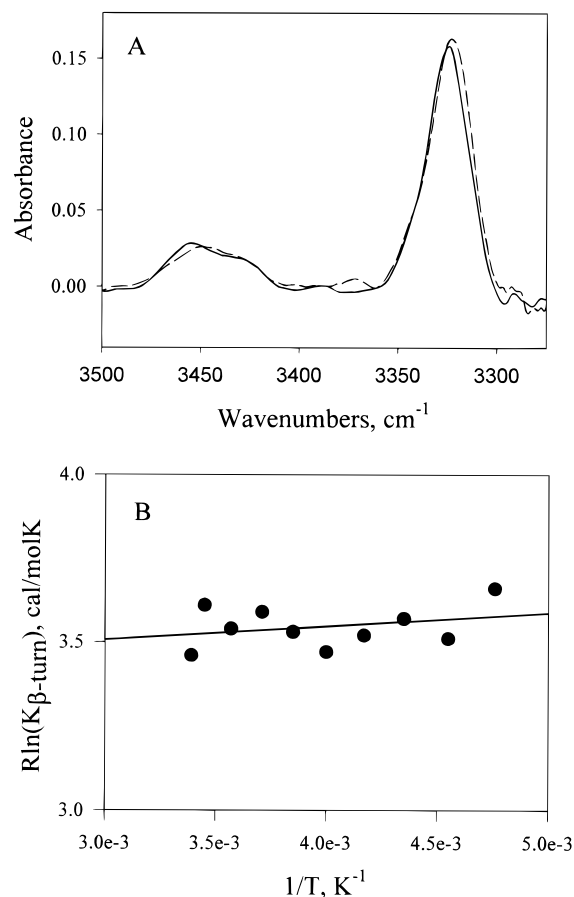 A
0.15
0.10
0.05
0.00
Absorbance
3500 3450 3400 3350 3300
Wavenumbers, cm-1
B
4.0
3.5
3.0
Rln(Kβ-turn), cal/molK
3.0e-3 3.5e-3 4.0e-3 4.5e-3 5.0e-3
1/T, K-1